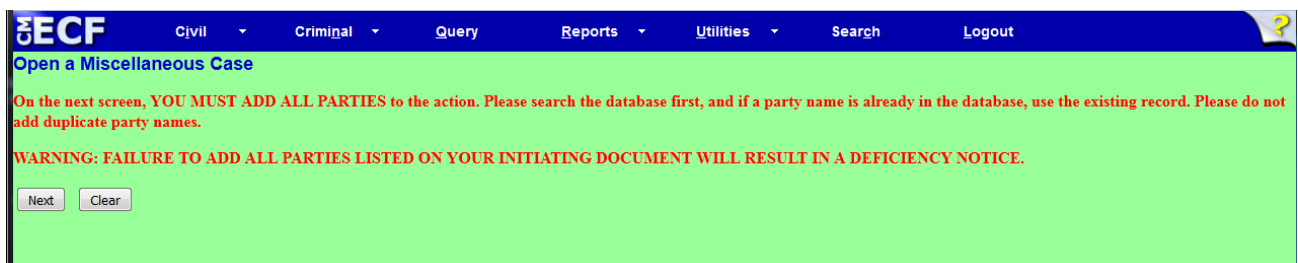 CM ECF Civil Criminal Query Reports Utilities Search Logout ?
Open a Miscellaneous Case
On the next screen, YOU MUST ADD ALL PARTIES to the action. Please search the database first, and if a party name is already in the database, use the existing record. Please do not
add duplicate party names.
WARNING: FAILURE TO ADD ALL PARTIES LISTED ON YOUR INITIATING DOCUMENT WILL RESULT IN A DEFICIENCY NOTICE.
Next Clear